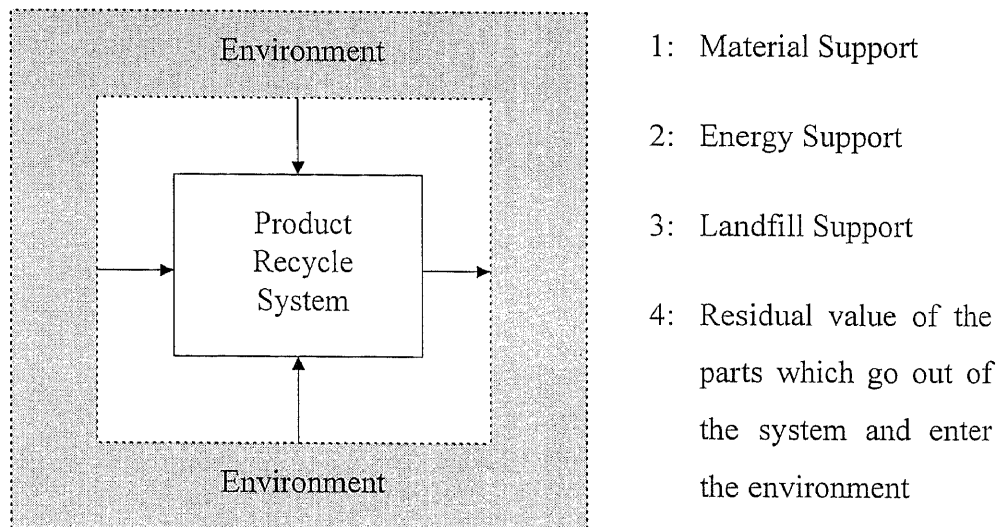 Environment
Product
Recycle
System
Environment
1: Material Support
2: Energy Support
3: Landfill Support
4: Residual value of the
parts which go out of
the system and enter
the environment